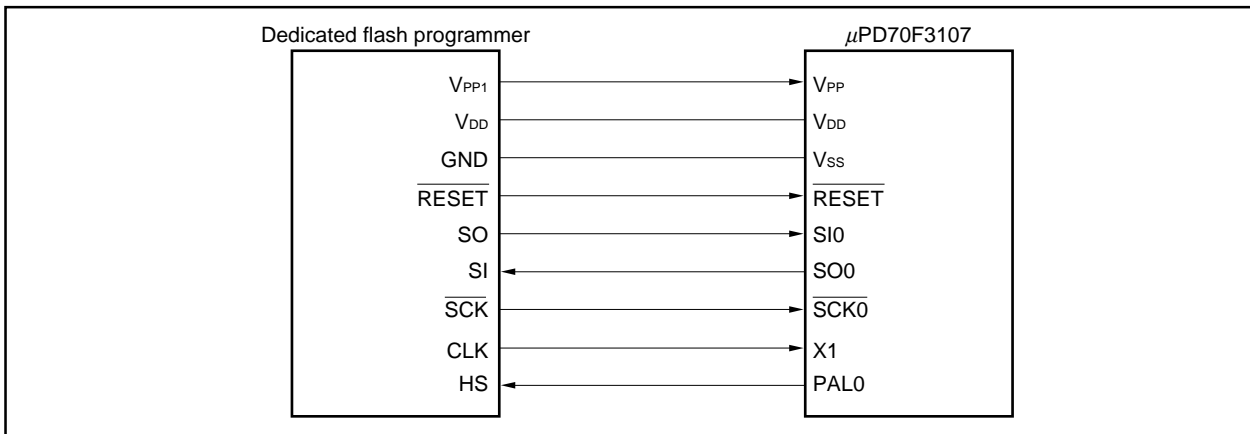 Dedicated flash programmer
μPD70F3107
VPP1
VPP
VDD
VDD
GND
VSS
RESET
RESET
SO
SI0
SI
SO0
SCK
SCK0
CLK
X1
HS
PAL0